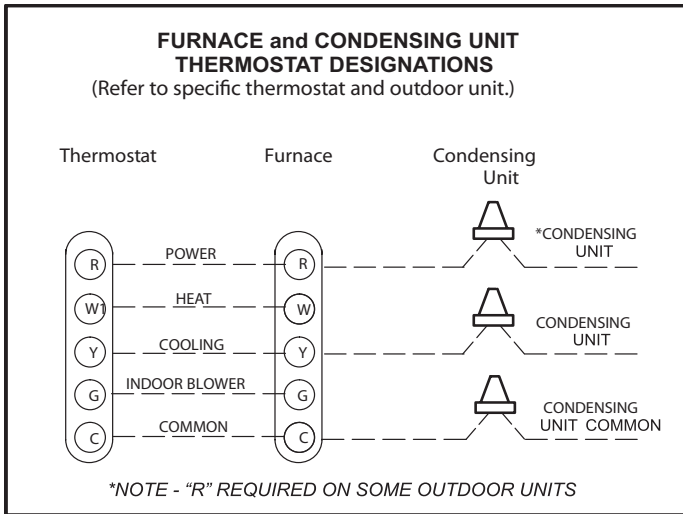 FURNACE and CONDENSING UNIT
THERMOSTAT DESIGNATIONS
(Refer to specific thermostat and outdoor unit.)
Thermostat
Furnace
Condensing
Unit
*CONDENSING
UNIT
R
POWER
R
W1
HEAT
W
CONDENSING
UNIT
Y
COOLING
Y
G
INDOOR BLOWER
G
CONDENSING
UNIT COMMON
C
COMMON
C
*NOTE - “R” REQUIRED ON SOME OUTDOOR UNITS